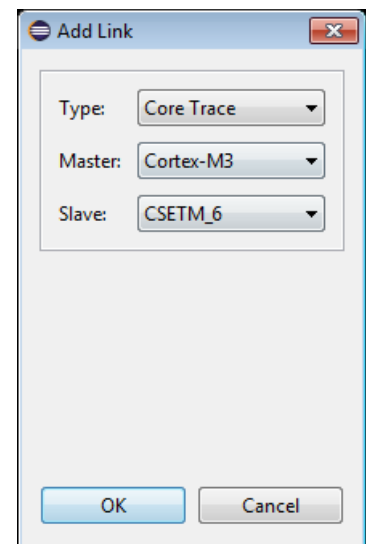 Add Link
Type: Core Trace
Master: Cortex-M3
Slave: CSETM_6
OK Cancel